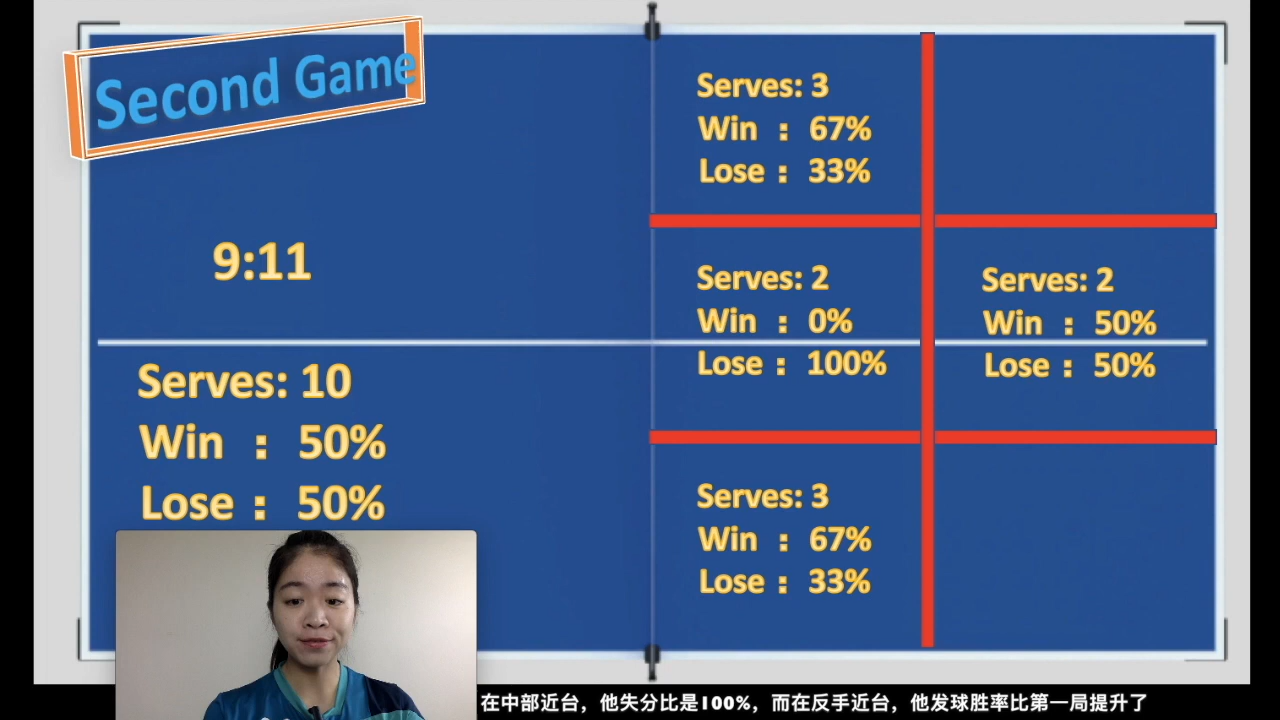 Second Game
9:11
Serves: 10
Win : 50%
Lose : 50%
Serves: 3
Win : 67%
Lose : 33%
Serves: 2
Win : 0%
Lose : 100%
Serves: 2
Win : 50%
Lose : 50%
Serves: 3
Win : 67%
Lose : 33%
在中部近台，他失分比是100%，而在反手近台，他发球胜率比第一局提升了